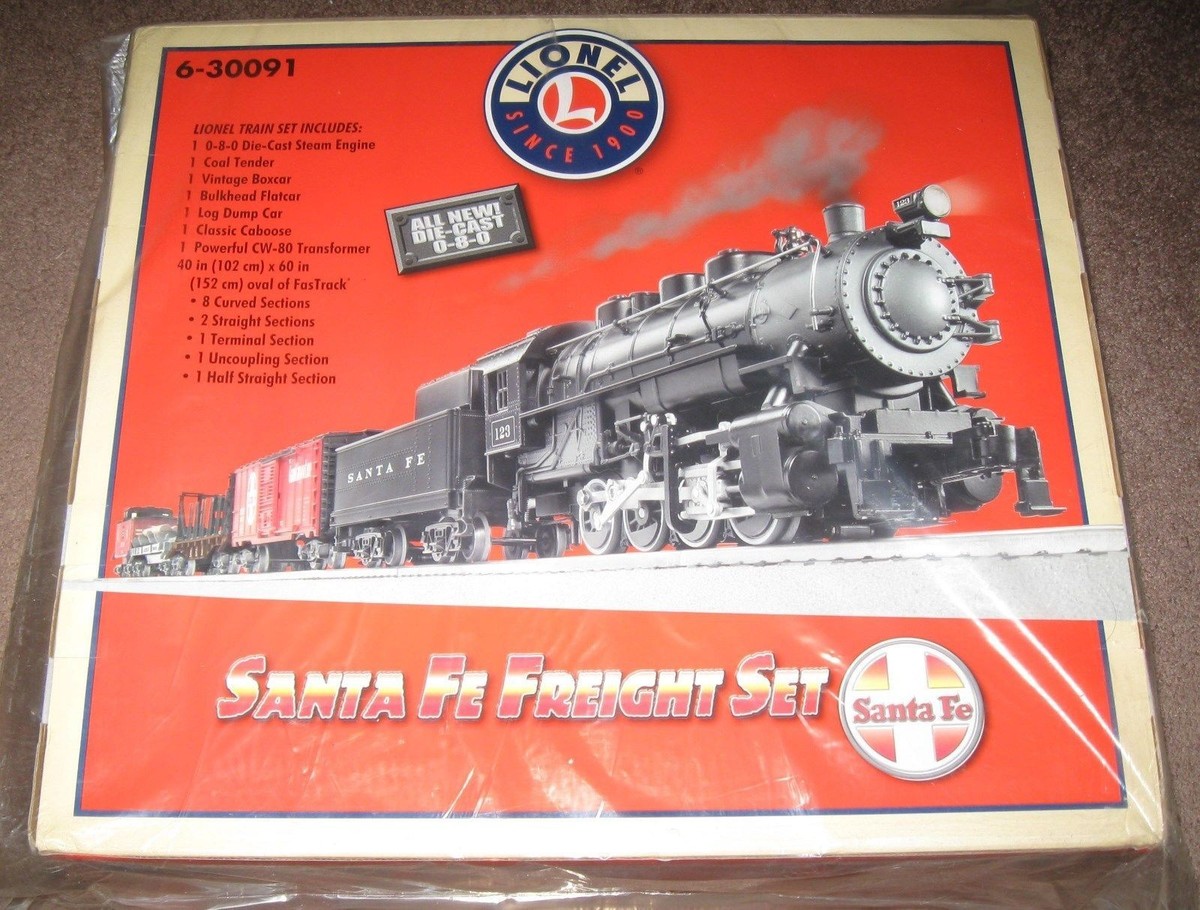 6-30091
LIONEL
SINCE 1900
LIONEL TRAIN SET INCLUDES:
1 0-8-0 Die-Cast Steam Engine
1 Coal Tender
1 Vintage Boxcar
1 Bulkhead Flatcar
1 Log Dump Car
1 Classic Caboose
1 Powerful CW-80 Transformer
40 in (102 cm) x 60 in
(152 cm) oval of FasTrack
• 8 Curved Sections
• 2 Straight Sections
• 1 Terminal Section
• 1 Uncoupling Section
• 1 Half Straight Section
ALL NEW!
DIE-CAST
0-8-0
L
®
123
123
SANTA FE
SANTA FE FREIGHT SET
Santa Fe